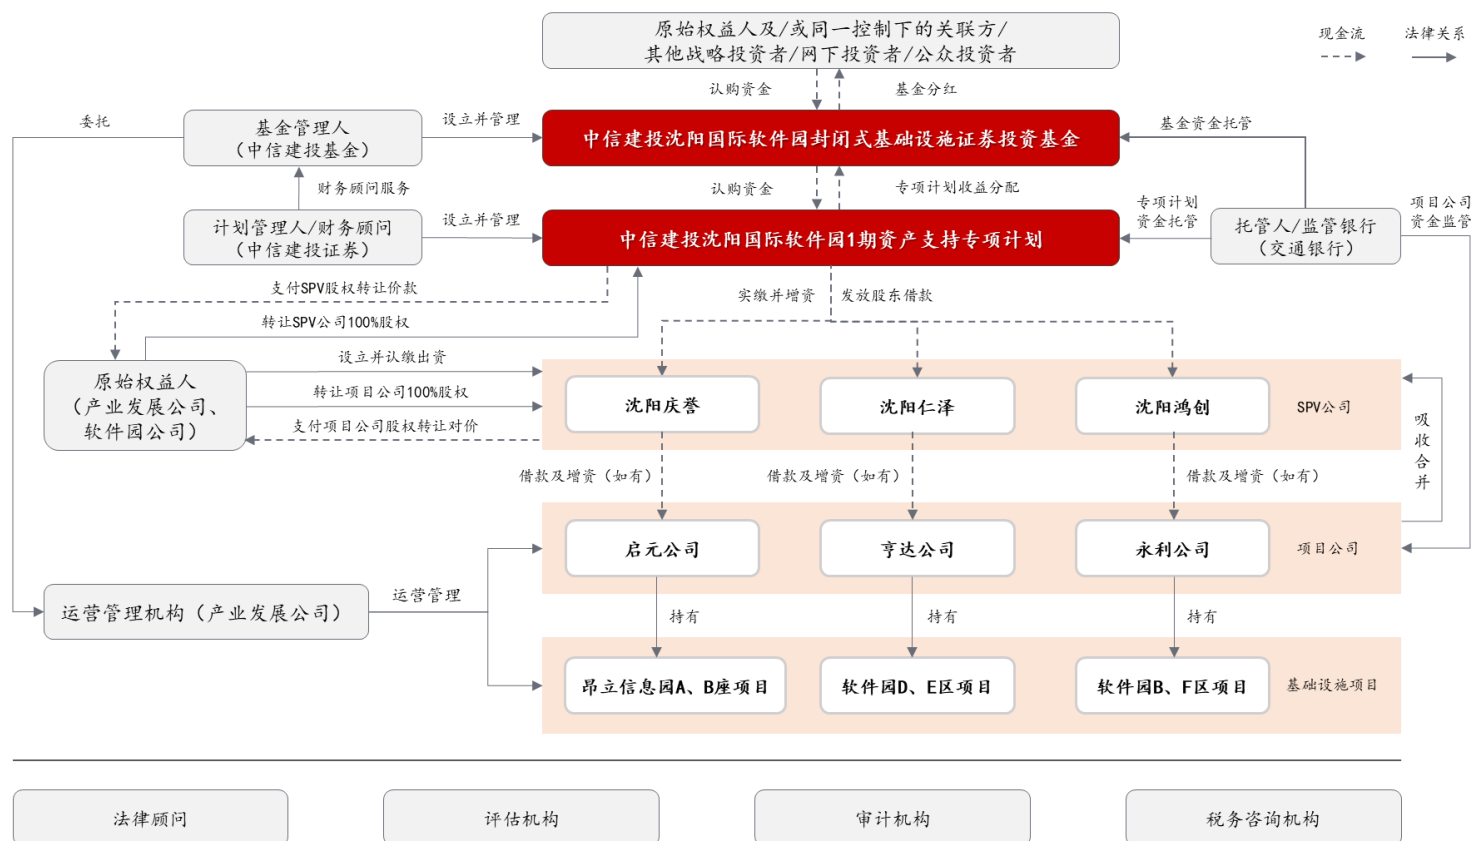 原始权益人及/或同一控制下的关联方/
其他战略投资者/网下投资者/公众投资者
现金流
法律关系
认购资金
基金分红
委托
基金管理人
（中信建投基金）
设立并管理
中信建投沈阳国际软件园封闭式基础设施证券投资基金
基金资金托管
财务顾问服务
认购资金
专项计划收益分配
计划管理人/财务顾问
（中信建投证券）
设立并管理
中信建投沈阳国际软件园1期资产支持专项计划
专项计划
资金托管
托管人/监管银行
（交通银行）
项目公司
资金监管
支付SPV股权转让价款
实缴并增资
发放股东借款
转让SPV公司100%股权
原始权益人
（产业发展公司、
软件园公司）
设立并认缴出资
转让项目公司100%股权
支付项目公司股权转让对价
沈阳庆誉
沈阳仁泽
沈阳鸿创
SPV公司
吸收合并
借款及增资（如有）
借款及增资（如有）
借款及增资（如有）
启元公司
亨达公司
永利公司
项目公司
运营管理机构（产业发展公司）
运营管理
持有
持有
持有
昂立信息园A、B座项目
软件园D、E区项目
软件园B、F区项目
基础设施项目
法律顾问
评估机构
审计机构
税务咨询机构